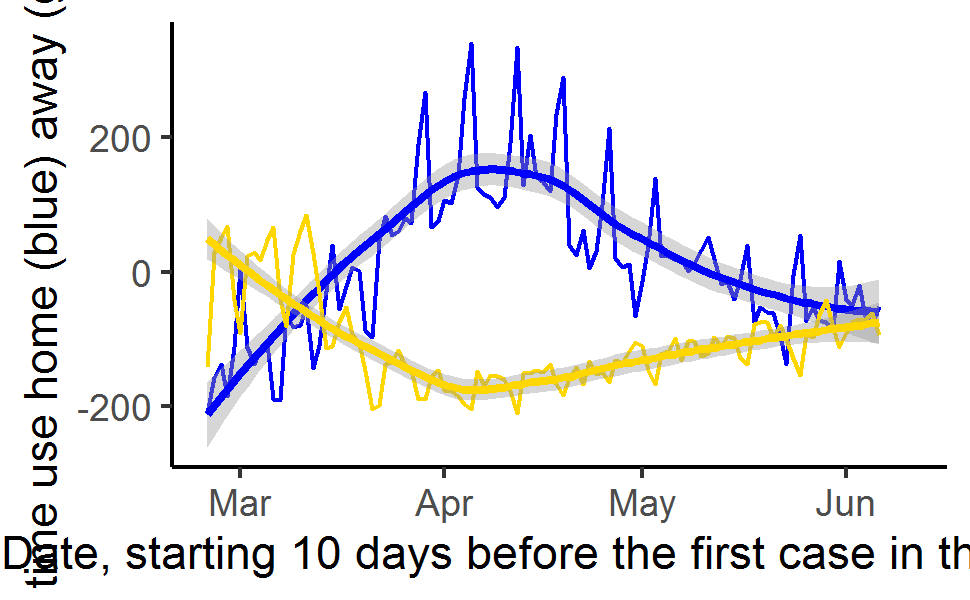 time use home (blue) away (
200
0
-200
Mar Apr May Jun
Date, starting 10 days before the first case in th